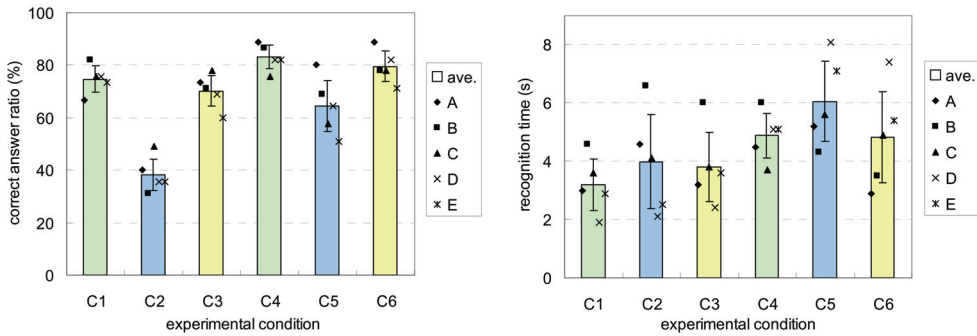 correct answer ratio (%)
100
80
60
40
20
0
C1 C2 C3 C4 C5 C6
experimental condition
ave.
A
B
C
D
E
recognition time (s)
8
6
4
2
0
C1 C2 C3 C4 C5 C6
experimental condition
ave.
A
B
C
D
E